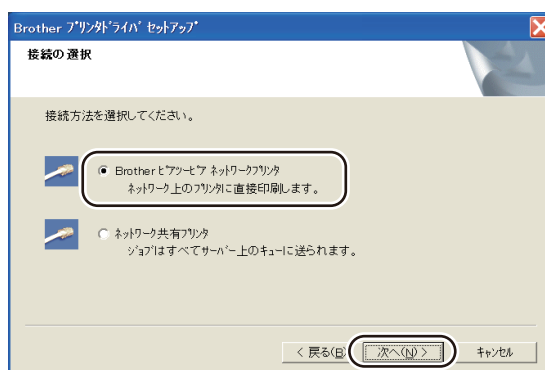 Brother ﾌﾟﾘﾝﾀﾄﾞﾗｲﾊﾞ ｾｯﾄｱｯﾌﾟ
接続の選択
接続方法を選択してください。
Brother ﾋﾟｱﾂｰﾋﾟｱ ﾈｯﾄﾜｰｸﾌﾟﾘﾝﾀ
ﾈｯﾄﾜｰｸ上のﾌﾟﾘﾝﾀに直接印刷します。
ﾈｯﾄﾜｰｸ共有ﾌﾟﾘﾝﾀ
ｼﾞｮﾌﾞはすべてｻｰﾊﾞｰ上のｷｭｰに送られます。
< 戻る(B) 次へ(N) > ｷｬﾝｾﾙ